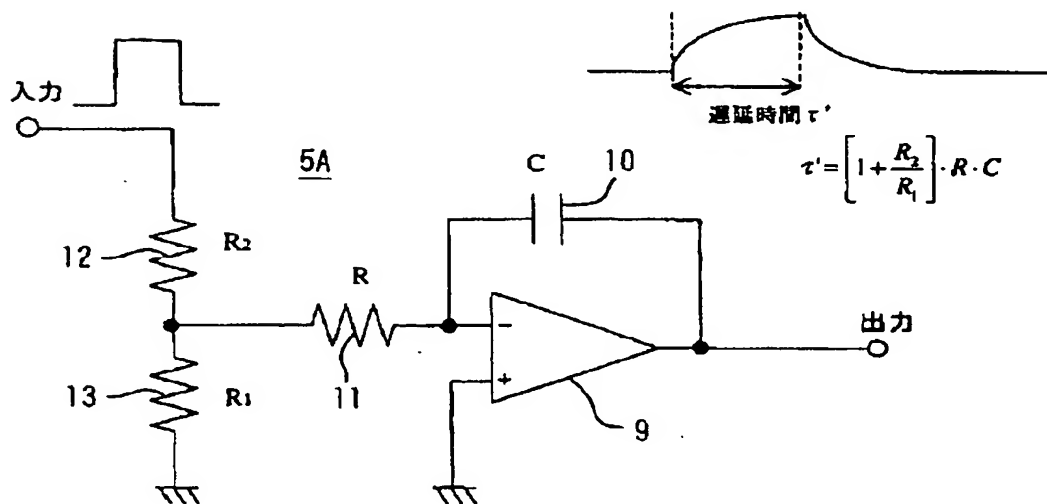 入力
遅延時間 τ'
τ' = [1 + R₂/R₁] · R · C
5A
C
10
12
R₂
R
11
−
+
9
出力
13
R₁